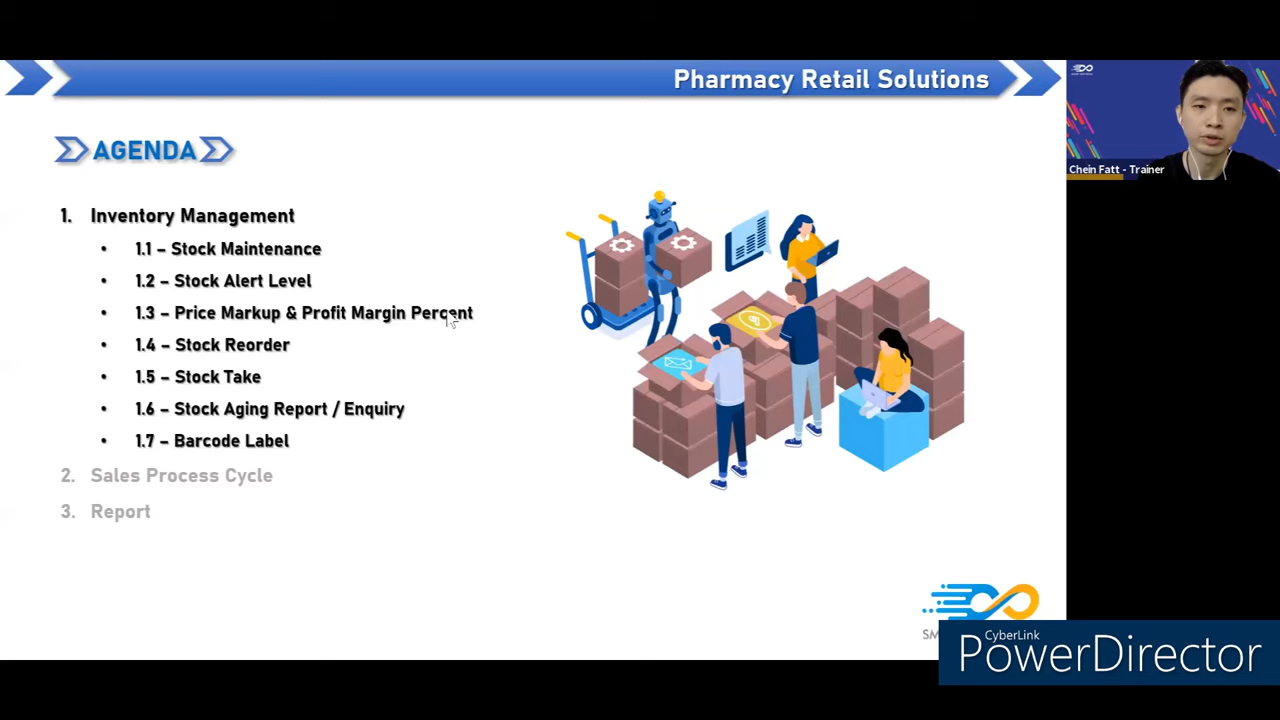 Pharmacy Retail Solutions
AGENDA
1. Inventory Management
• 1.1 – Stock Maintenance
• 1.2 – Stock Alert Level
• 1.3 – Price Markup & Profit Margin Percent
• 1.4 – Stock Reorder
• 1.5 – Stock Take
• 1.6 – Stock Aging Report / Enquiry
• 1.7 – Barcode Label
2. Sales Process Cycle
3. Report
Chein Fatt - Trainer
CyberLink
PowerDirector